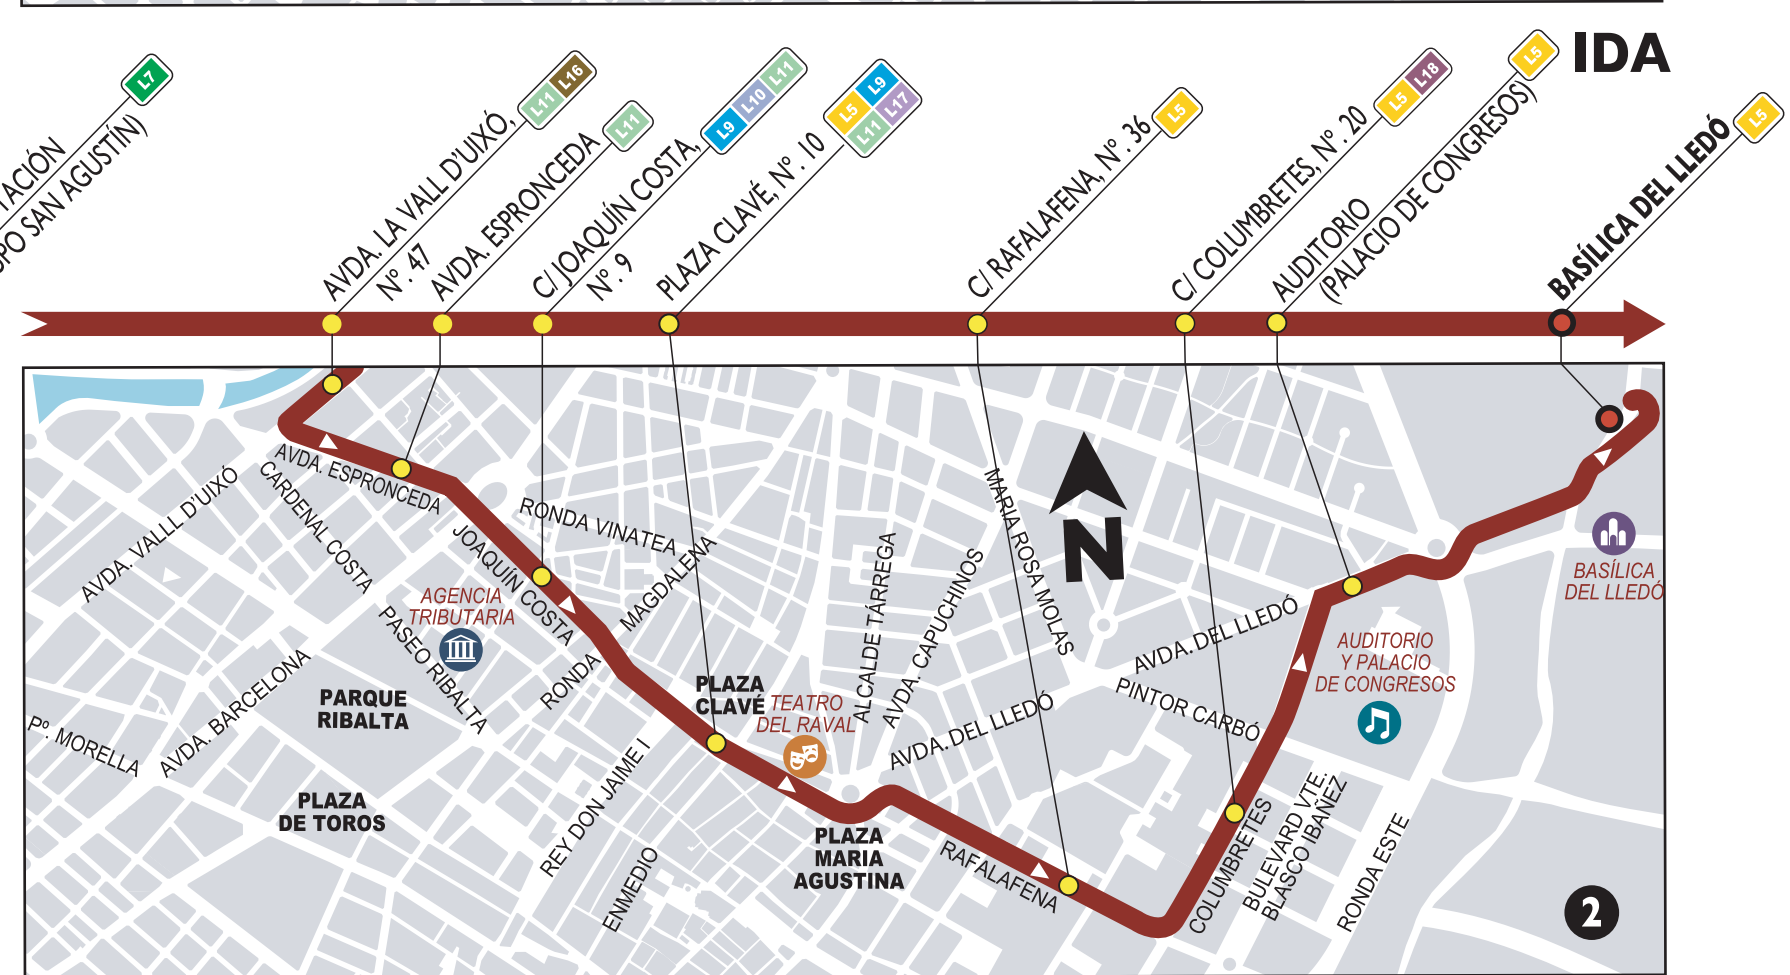 IDA
L7
TACIÓN
UPO SAN AGUSTÍN)
AVDA. LA VALL D'UIXÓ,
Nº. 47
L11 L16
AVDA. ESPRONCEDA
L11
C/ JOAQUÍN COSTA,
Nº. 9
L9 L10 L11
PLAZA CLAVÉ, Nº. 10
L5 L9
L11 L17
C/ RAFALAFENA, Nº. 36
L5
C/ COLUMBRETES, Nº. 20
L5 L18
AUDITORIO
(PALACIO DE CONGRESOS)
L5
BASÍLICA DEL LLEDÓ
L5
AVDA. ESPRONCEDA
AVDA. VALLL D'UIXÓ
CARDENAL COSTA
JOAQUÍN COSTA
RONDA VINATEA
MAGDALENA
RONDA
AGENCIA
TRIBUTARIA
PASEO RIBALTA
PARQUE
RIBALTA
AVDA. BARCELONA
Pº. MORELLA
PLAZA
DE TOROS
REY DON JAIME I
ENMEDIO
PLAZA
CLAVÉ
TEATRO
DEL RAVAL
ALCALDE TÁRREGA
AVDA. CAPUCHINOS
MARIA ROSA MOLAS
N
AVDA. DEL LLEDÓ
AVDA. DEL LLEDÓ
PINTOR CARBÓ
PLAZA
MARIA
AGUSTINA
RAFALAFENA
COLUMBRETES
BULEVARD VTE.
BLASCO IBAÑEZ
RONDA ESTE
AUDITORIO
Y PALACIO
DE CONGRESOS
BASÍLICA
DEL LLEDÓ
2